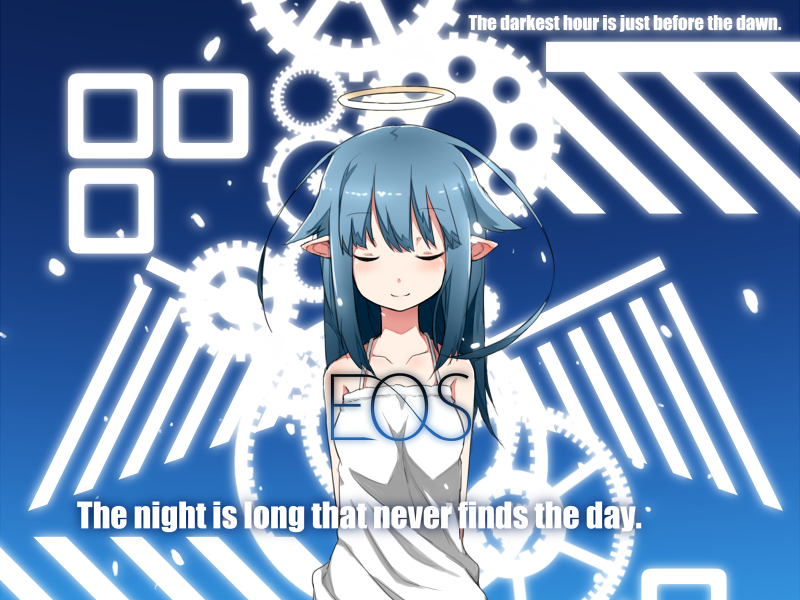 The darkest hour is just before the dawn.
EOS
The night is long that never finds the day.